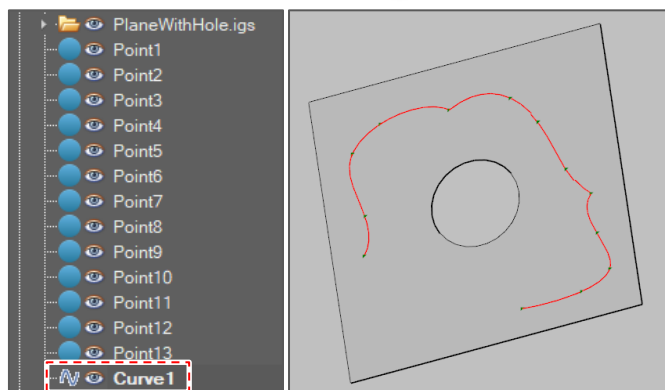 PlaneWithHole.igs
Point1
Point2
Point3
Point4
Point5
Point6
Point7
Point8
Point9
Point10
Point11
Point12
Point13
Curve1